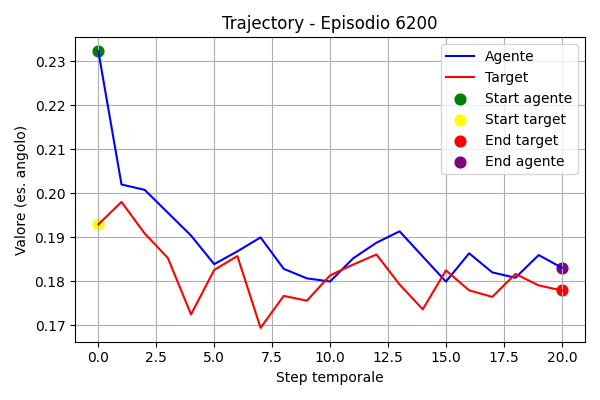 Trajectory - Episodio 6200
Agente
Target
Start agente
Start target
End target
End agente
Valore (es. angolo)
0.23
0.22
0.21
0.20
0.19
0.18
0.17
0.0 2.5 5.0 7.5 10.0 12.5 15.0 17.5 20.0
Step temporale